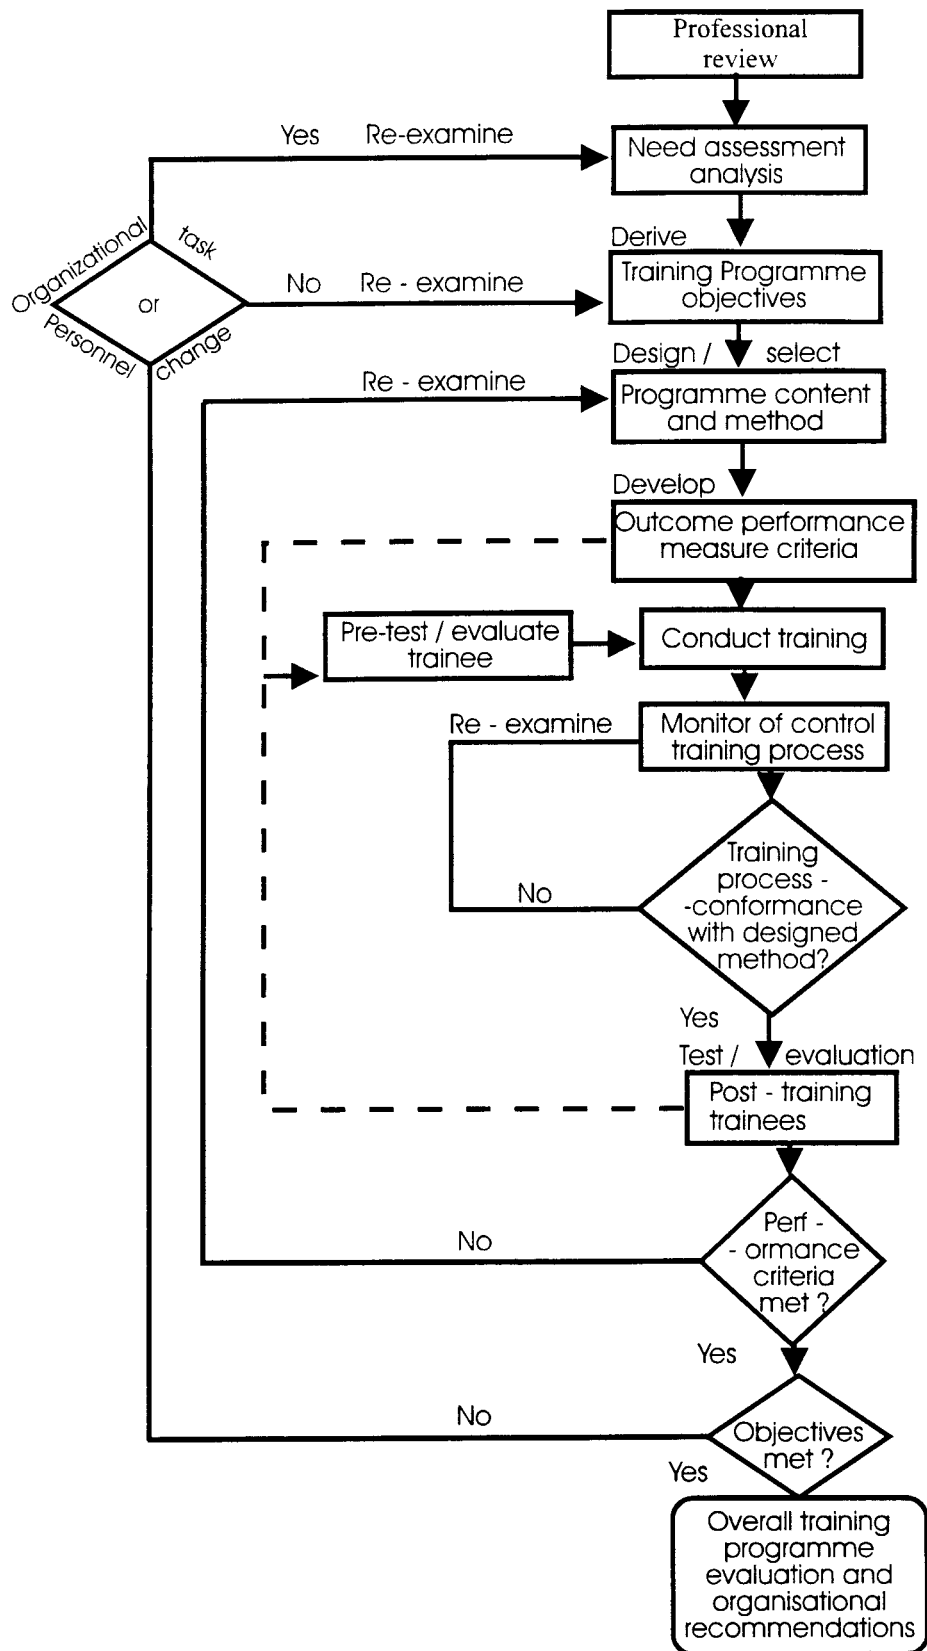 Professional
review
Yes Re-examine
Need assessment
analysis
Organizational
task
or
Personnel
change
Derive
No Re - examine
Training Programme
objectives
Design / select
Re - examine
Programme content
and method
Develop
Outcome performance
measure criteria
Pre-test / evaluate
trainee
Conduct training
Re - examine
Monitor of control
training process
Training
process -
-conformance
with designed
method?
No
Yes
Test / evaluation
Post - training
trainees
Perf -
- ormance
criteria
met ?
No
Yes
Objectives
met ?
No
Yes
Overall training
programme
evaluation and
organisational
recommendations